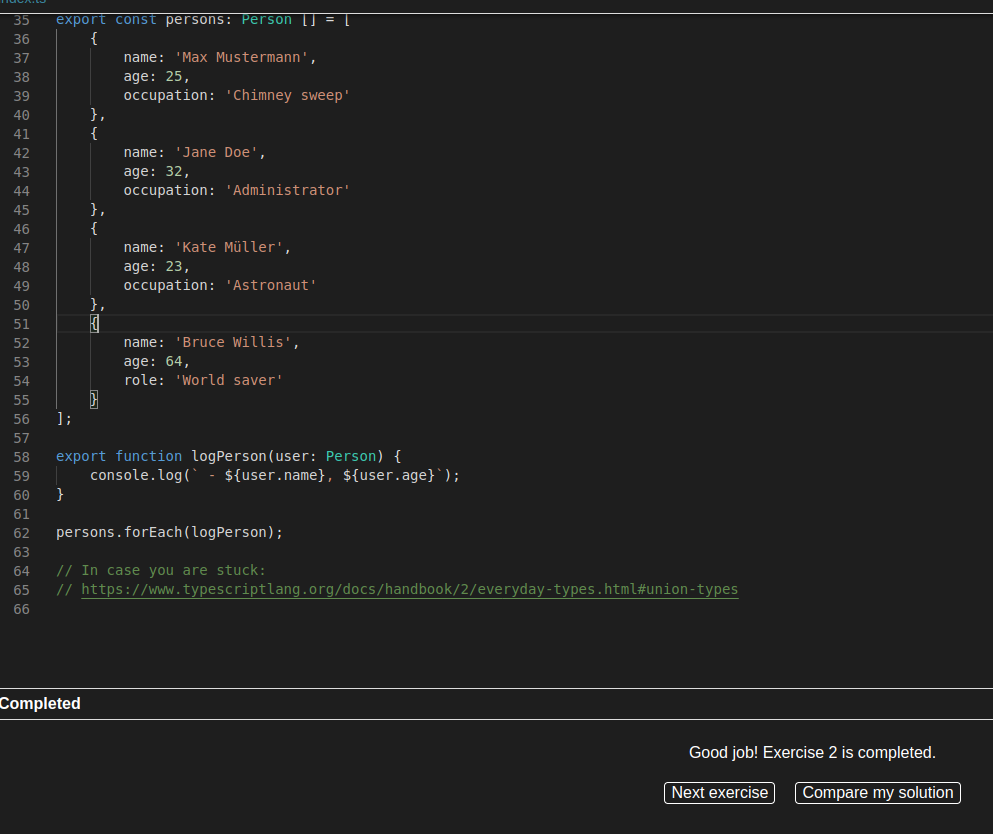 index.ts
35 export const persons: Person [] = [
36 {
37 name: 'Max Mustermann',
38 age: 25,
39 occupation: 'Chimney sweep'
40 },
41 {
42 name: 'Jane Doe',
43 age: 32,
44 occupation: 'Administrator'
45 },
46 {
47 name: 'Kate Müller',
48 age: 23,
49 occupation: 'Astronaut'
50 },
51 {
52 name: 'Bruce Willis',
53 age: 64,
54 role: 'World saver'
55 }
56 ];
57
58 export function logPerson(user: Person) {
59 console.log(` - ${user.name}, ${user.age}`);
60 }
61
62 persons.forEach(logPerson);
63
64 // In case you are stuck:
65 // https://www.typescriptlang.org/docs/handbook/2/everyday-types.html#union-types
66
Completed
Good job! Exercise 2 is completed.
Next exercise Compare my solution